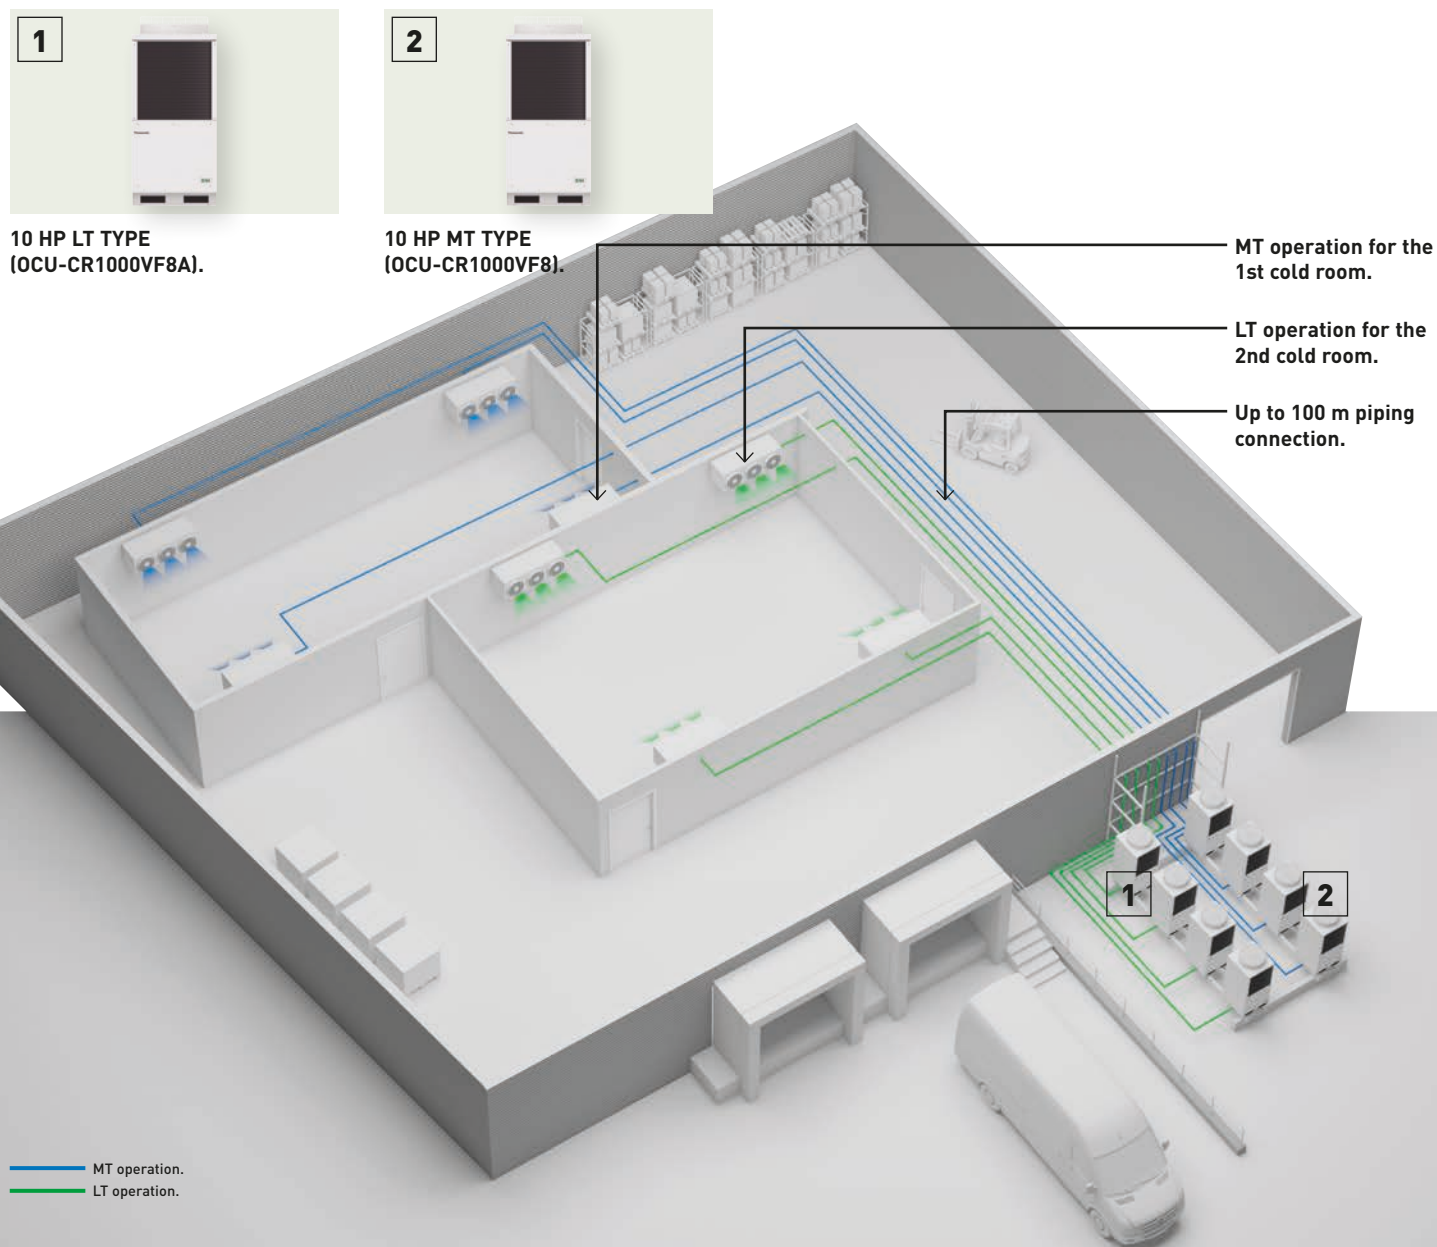 1
2
10 HP LT TYPE
(OCU-CR1000VF8A).
10 HP MT TYPE
(OCU-CR1000VF8).
MT operation for the
1st cold room.
LT operation for the
2nd cold room.
Up to 100 m piping
connection.
1
2
MT operation.
LT operation.